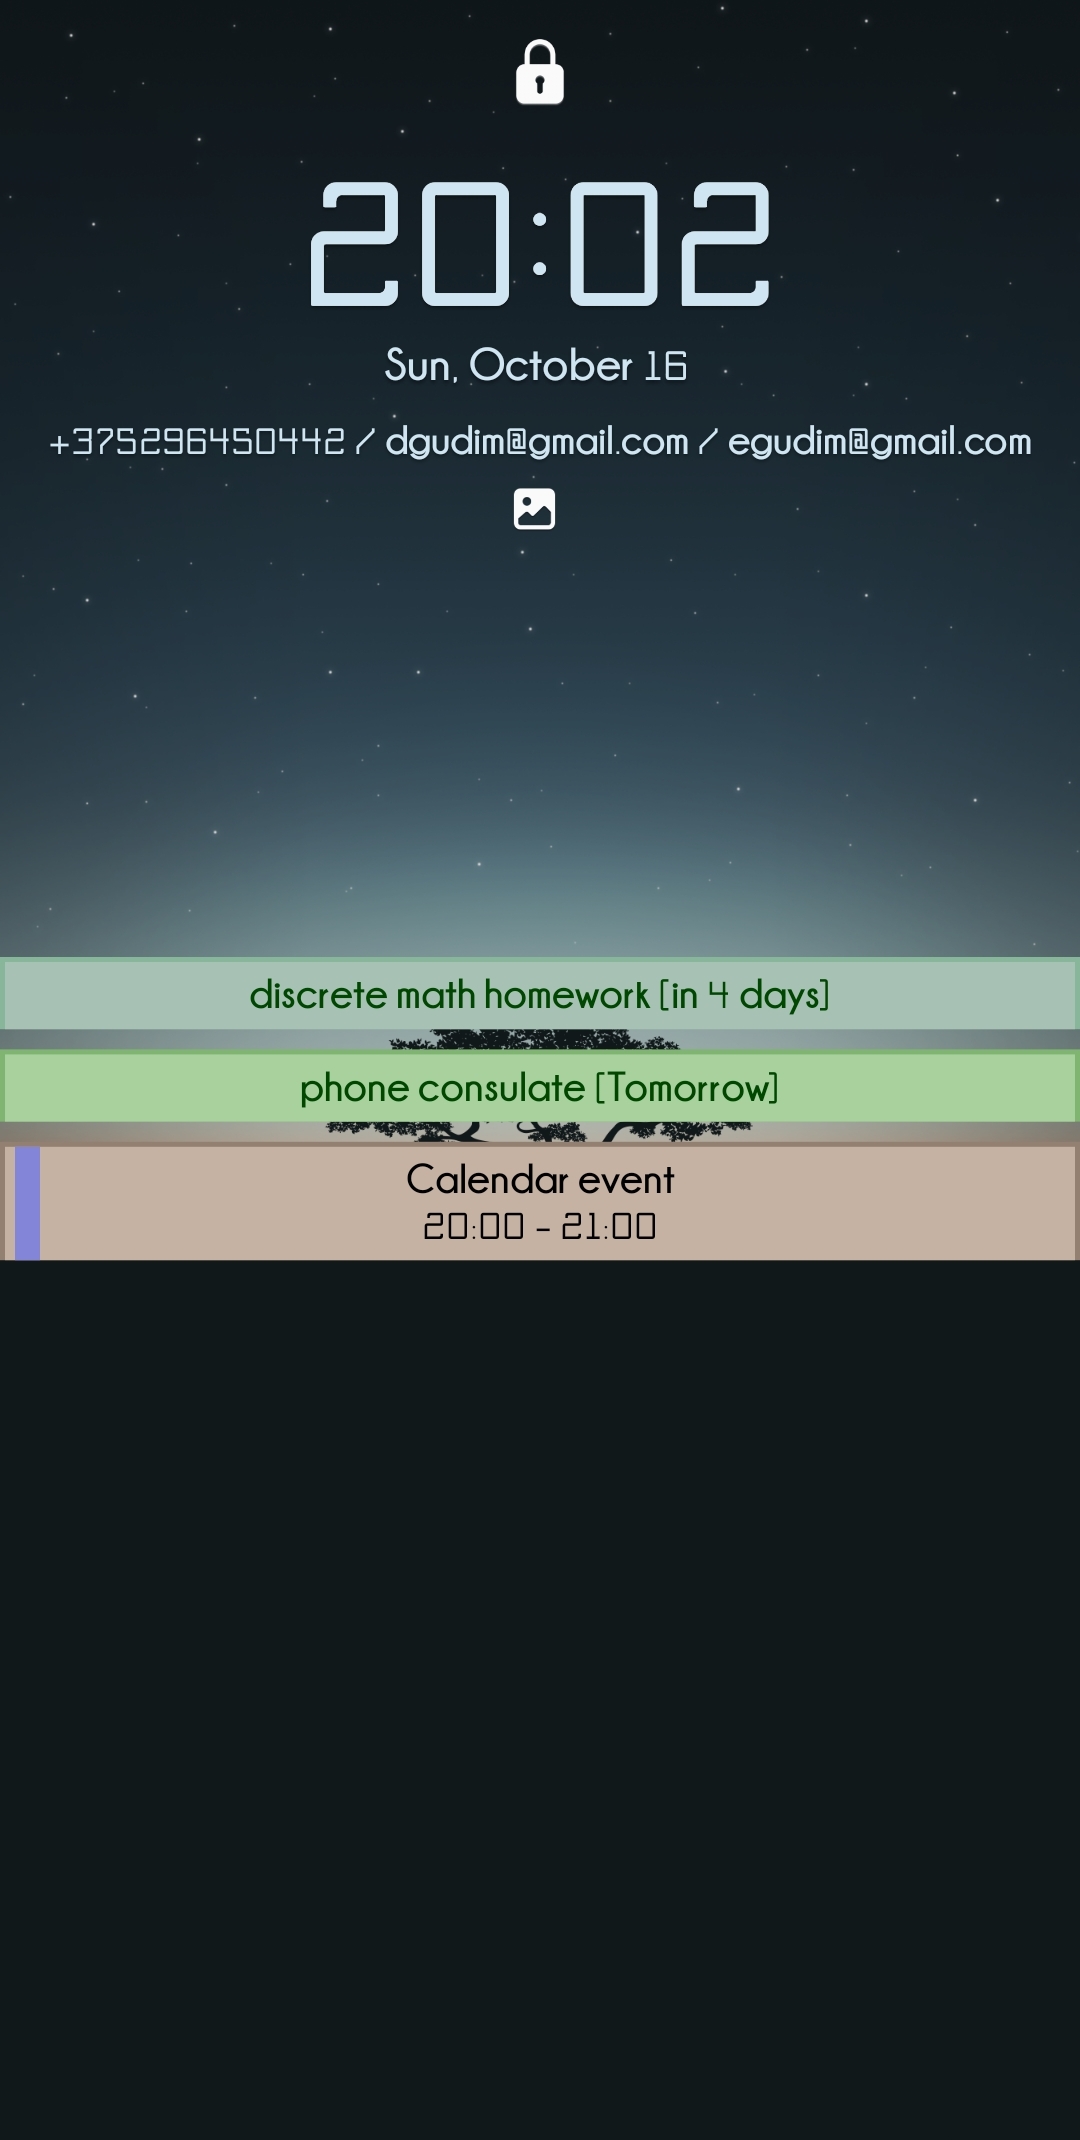 20:02
Sun, October 16
+375296450442 / dgudim@gmail.com / egudim@gmail.com
discrete math homework [in 4 days]
phone consulate [Tomorrow]
Calendar event
20:00 - 21:00